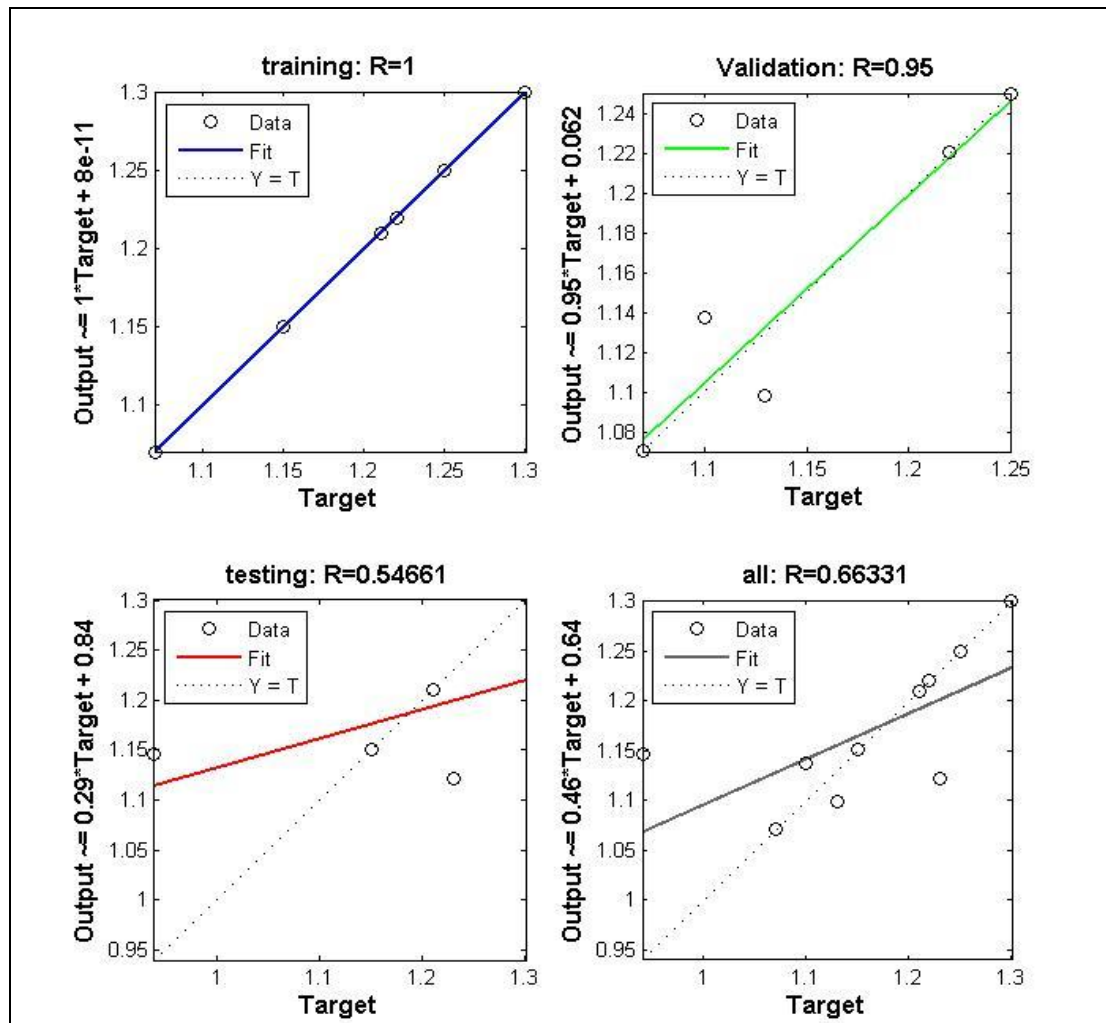 training: R=1
Output ~= 1*Target + 8e-11
1.3
1.25
1.2
1.15
1.1
Data
Fit
Y = T
1.1
1.15
1.2
1.25
1.3
Target
Validation: R=0.95
Output ~= 0.95*Target + 0.062
1.24
1.22
1.2
1.18
1.16
1.14
1.12
1.1
1.08
Data
Fit
Y = T
1.1
1.15
1.2
1.25
Target
testing: R=0.54661
Output ~= 0.29*Target + 0.84
1.3
1.25
1.2
1.15
1.1
1.05
1
0.95
Data
Fit
Y = T
1
1.1
1.2
1.3
Target
all: R=0.66331
Output ~= 0.46*Target + 0.64
1.3
1.25
1.2
1.15
1.1
1.05
1
0.95
Data
Fit
Y = T
1
1.1
1.2
1.3
Target